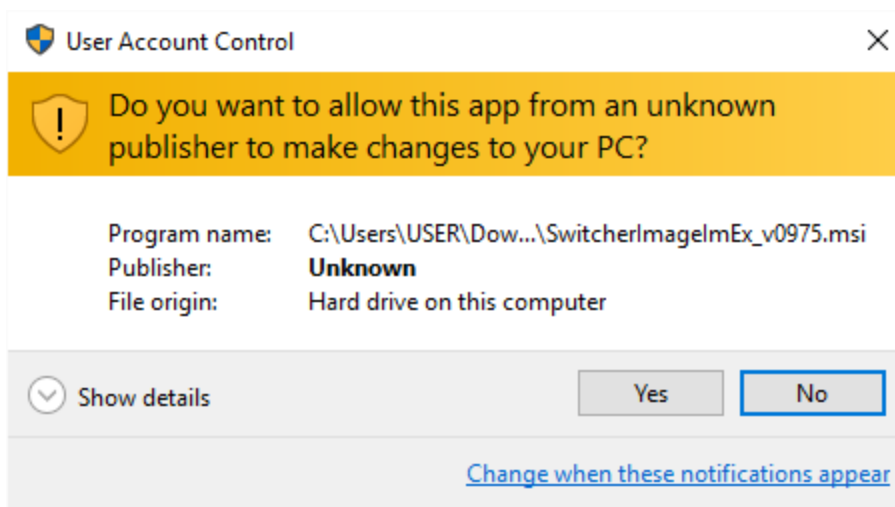 User Account Control
Do you want to allow this app from an unknown
publisher to make changes to your PC?
Program name: C:\Users\USER\Dow...\SwitcherImageImEx_v0975.msi
Publisher: Unknown
File origin: Hard drive on this computer
Show details
Yes No
Change when these notifications appear